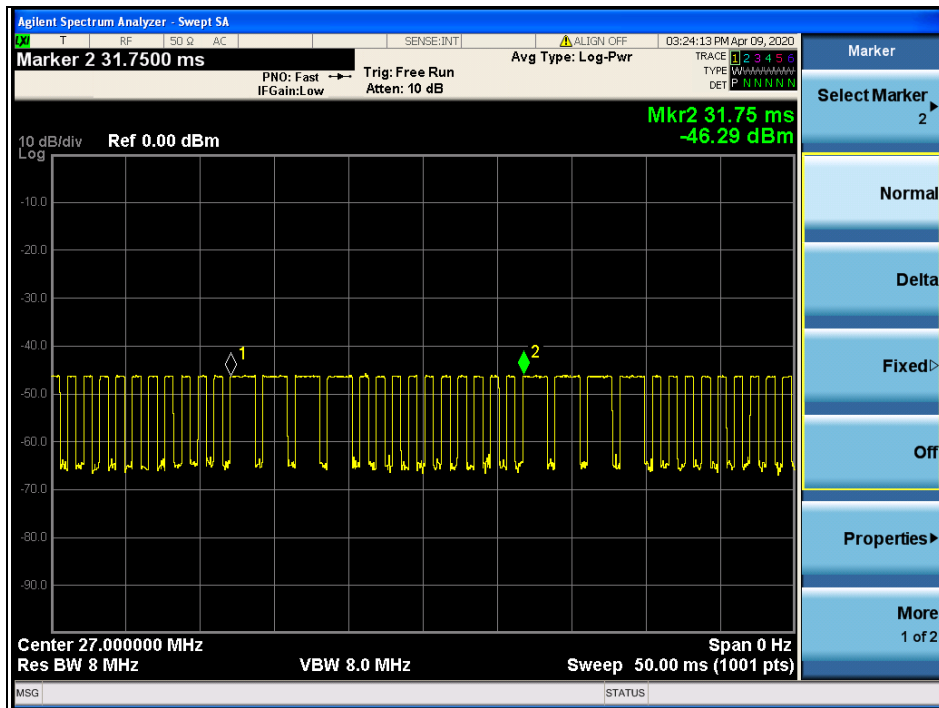 Agilent Spectrum Analyzer - Swept SA
LXI T RF 50 Ω AC SENSE:INT ALIGN OFF 03:24:13 PM Apr 09, 2020
Marker 2 31.7500 ms
PNO: Fast
IFGain:Low
Trig: Free Run
Atten: 10 dB
Avg Type: Log-Pwr
TRACE 1 2 3 4 5 6
TYPE WWWWWW
DET P N N N N N
Mkr2 31.75 ms
-46.29 dBm
10 dB/div Ref 0.00 dBm
Log
-10.0
-20.0
-30.0
-40.0
-50.0
-60.0
-70.0
-80.0
-90.0
1
2
Center 27.000000 MHz Span 0 Hz
Res BW 8 MHz VBW 8.0 MHz Sweep 50.00 ms (1001 pts)
MSG STATUS
Marker
Select Marker
2
Normal
Delta
Fixed
Off
Properties
More
1 of 2